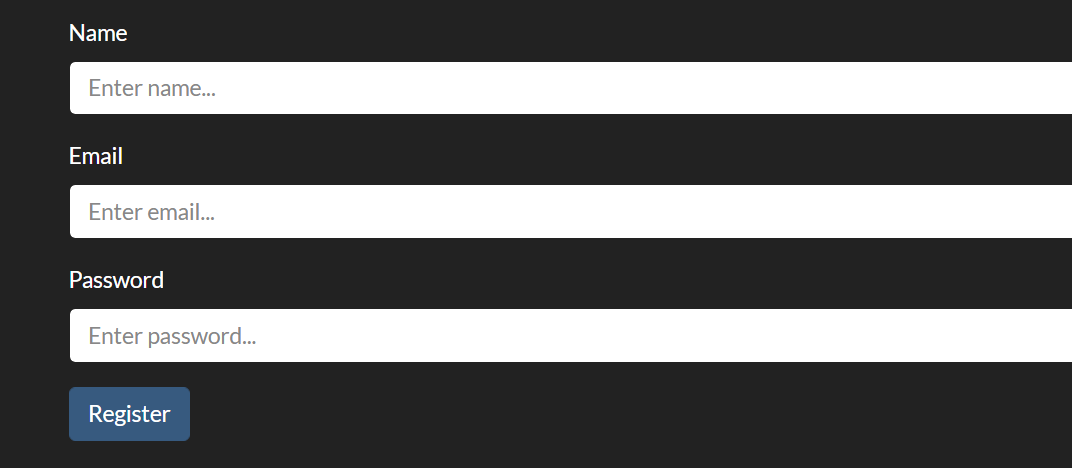 Name
Enter name...
Email
Enter email...
Password
Enter password...
Register